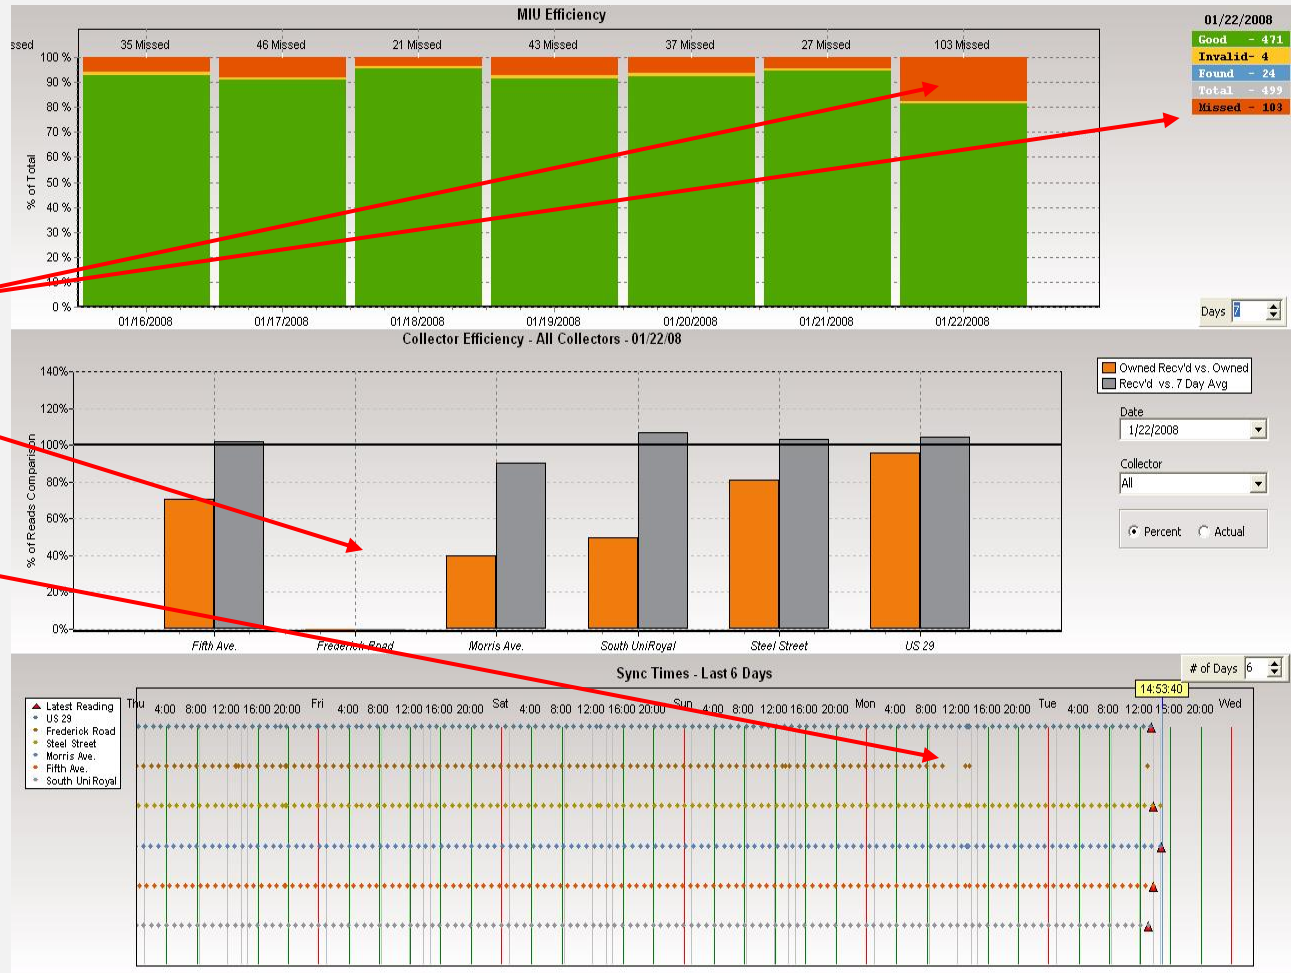 MIU Efficiency
01/22/2008
ssed 35 Missed 46 Missed 21 Missed 43 Missed 37 Missed 27 Missed 103 Missed
Good - 471
Invalid- 4
Found - 24
Total - 499
Missed - 103
100 %
90 %
80 %
70 %
60 %
50 %
40 %
30 %
20 %
10 %
0 %
% of Total
01/16/2008 01/17/2008 01/18/2008 01/19/2008 01/20/2008 01/21/2008 01/22/2008
Days 7
Collector Efficiency - All Collectors - 01/22/08
140%
120%
100%
80%
60%
40%
20%
0%
% of Reads Comparison
Fifth Ave. Frederick Road Morris Ave. South UniRoyal Steel Street US 29
Owned Recv'd vs. Owned
Recv'd vs. 7 Day Avg
Date
1/22/2008
Collector
All
Percent Actual
Sync Times - Last 6 Days
# of Days 6
14:53:40
Thu 4:00 8:00 12:00 16:00 20:00 Fri 4:00 8:00 12:00 16:00 20:00 Sat 4:00 8:00 12:00 16:00 20:00 Sun 4:00 8:00 12:00 16:00 20:00 Mon 4:00 8:00 12:00 16:00 20:00 Tue 4:00 8:00 12:00 16:00 20:00 Wed
Latest Reading
US 29
Frederick Road
Steel Street
Morris Ave.
Fifth Ave.
South UniRoyal